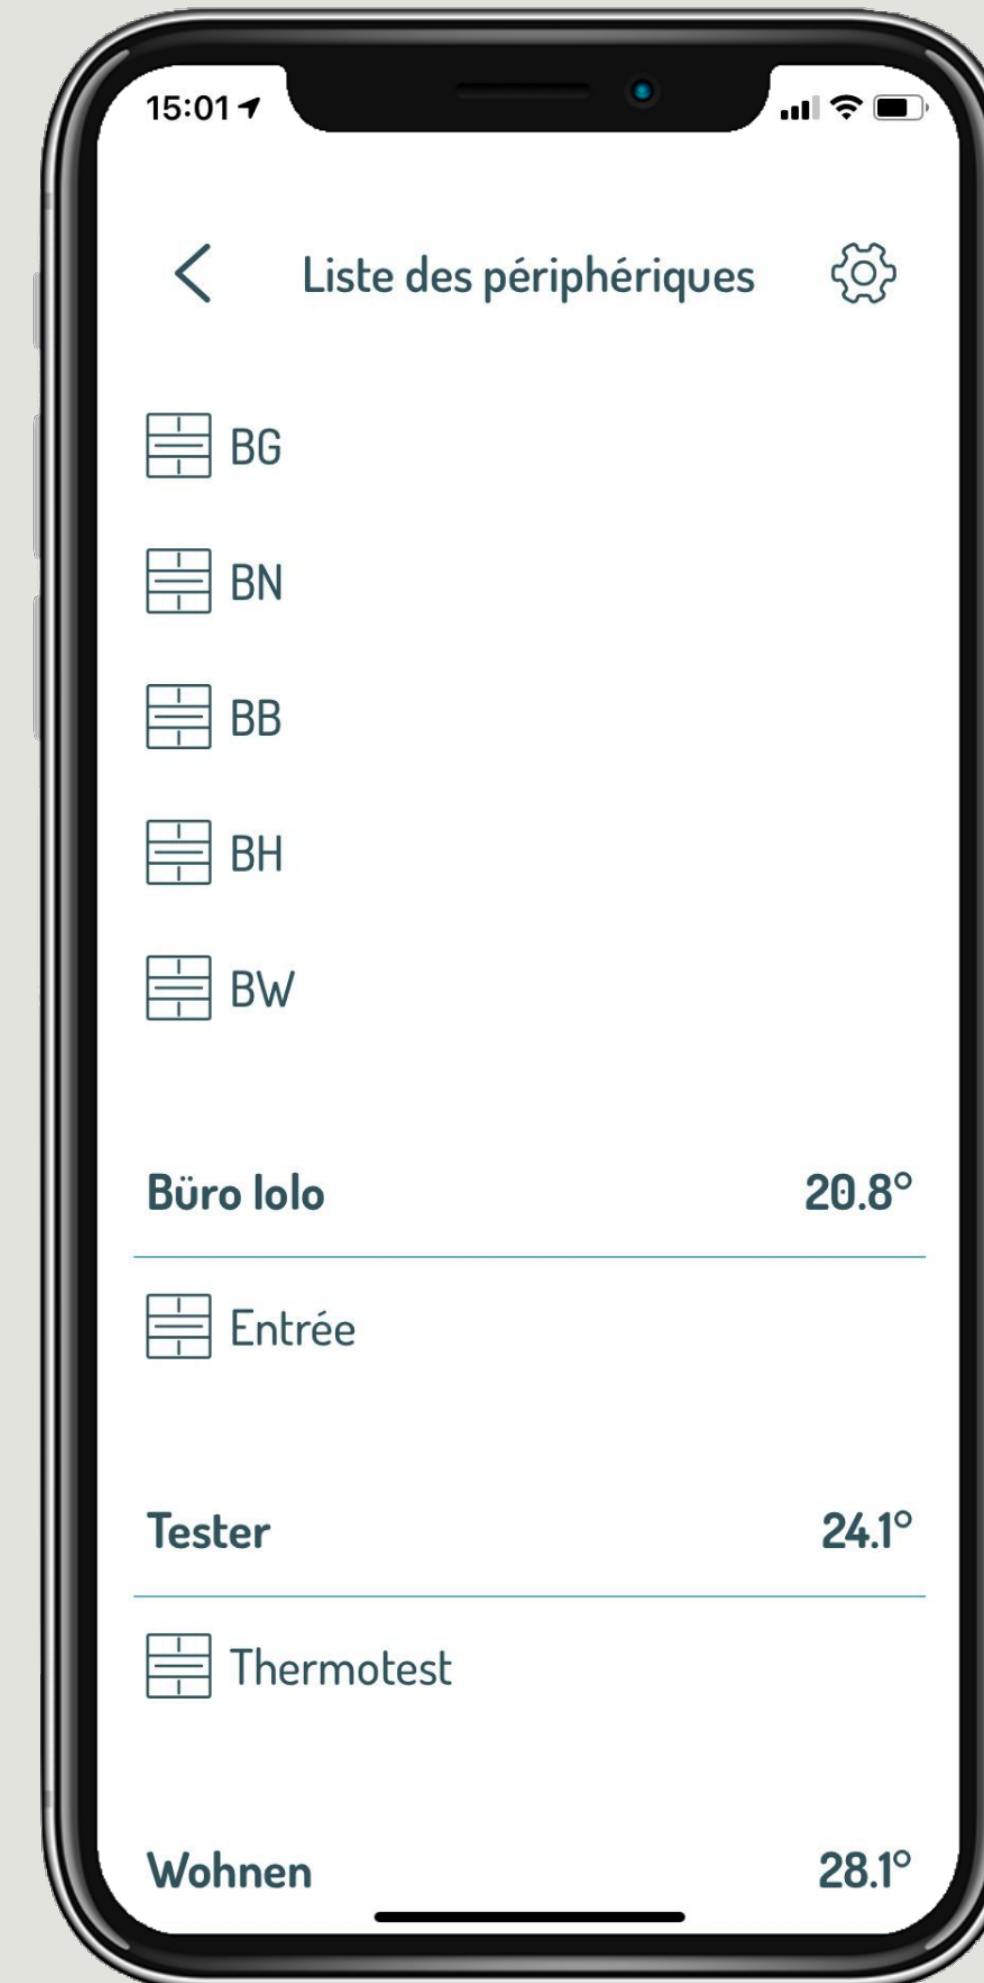 15:01
Liste des périphériques
BG
BN
BB
BH
BW
Büro lolo 20.8°
Entrée
Tester 24.1°
Thermotest
Wohnen 28.1°